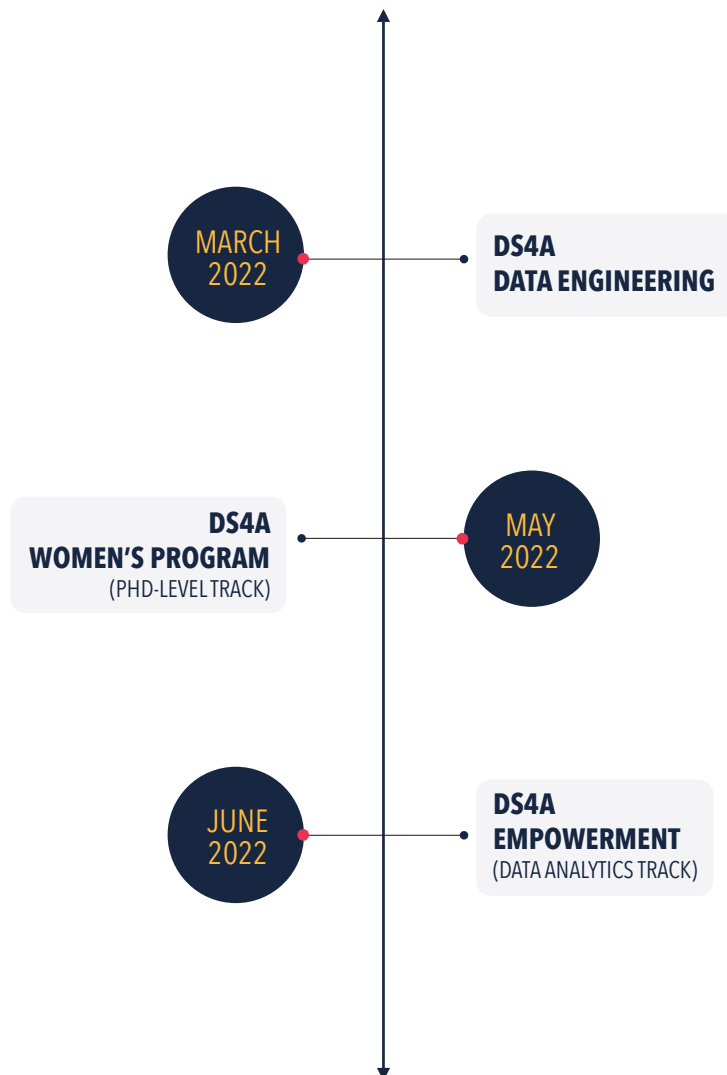 MARCH
2022
DS4A
DATA ENGINEERING
DS4A
WOMEN'S PROGRAM
(PHD-LEVEL TRACK)
MAY
2022
JUNE
2022
DS4A
EMPOWERMENT
(DATA ANALYTICS TRACK)